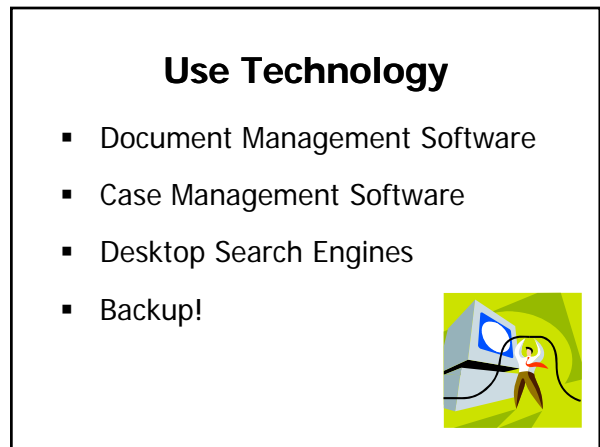 Use Technology
▪ Document Management Software
▪ Case Management Software
▪ Desktop Search Engines
▪ Backup!